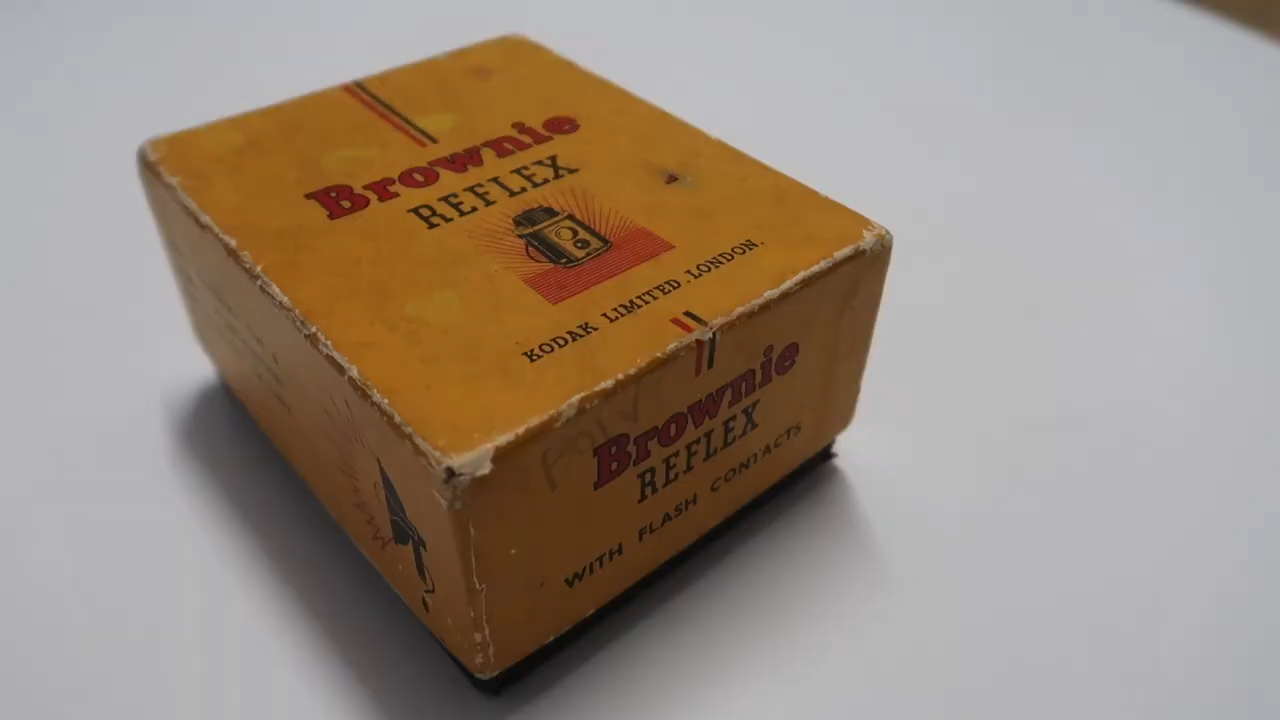 Brownie
REFLEX
KODAK LIMITED. LONDON.
Brownie
REFLEX
WITH FLASH CONTACTS